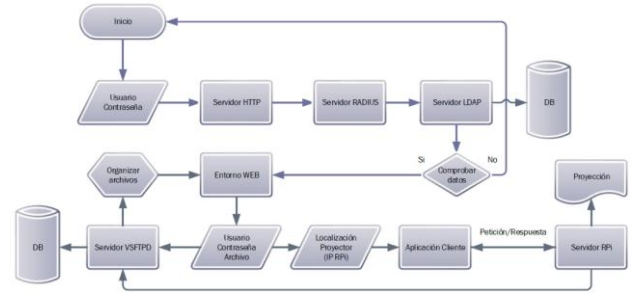 Inicio
Usuario
Contraseña
Servidor HTTP
Servidor RADIUS
Servidor LDAP
DB
Si
No
Comprobar
datos
Organizar
archivos
Entorno WEB
Proyección
DB
Servidor VSFTPD
Usuario
Contraseña
Archivo
Localización
Proyector
(IP RPi)
Aplicación Cliente
Petición/Respuesta
Servidor RPi